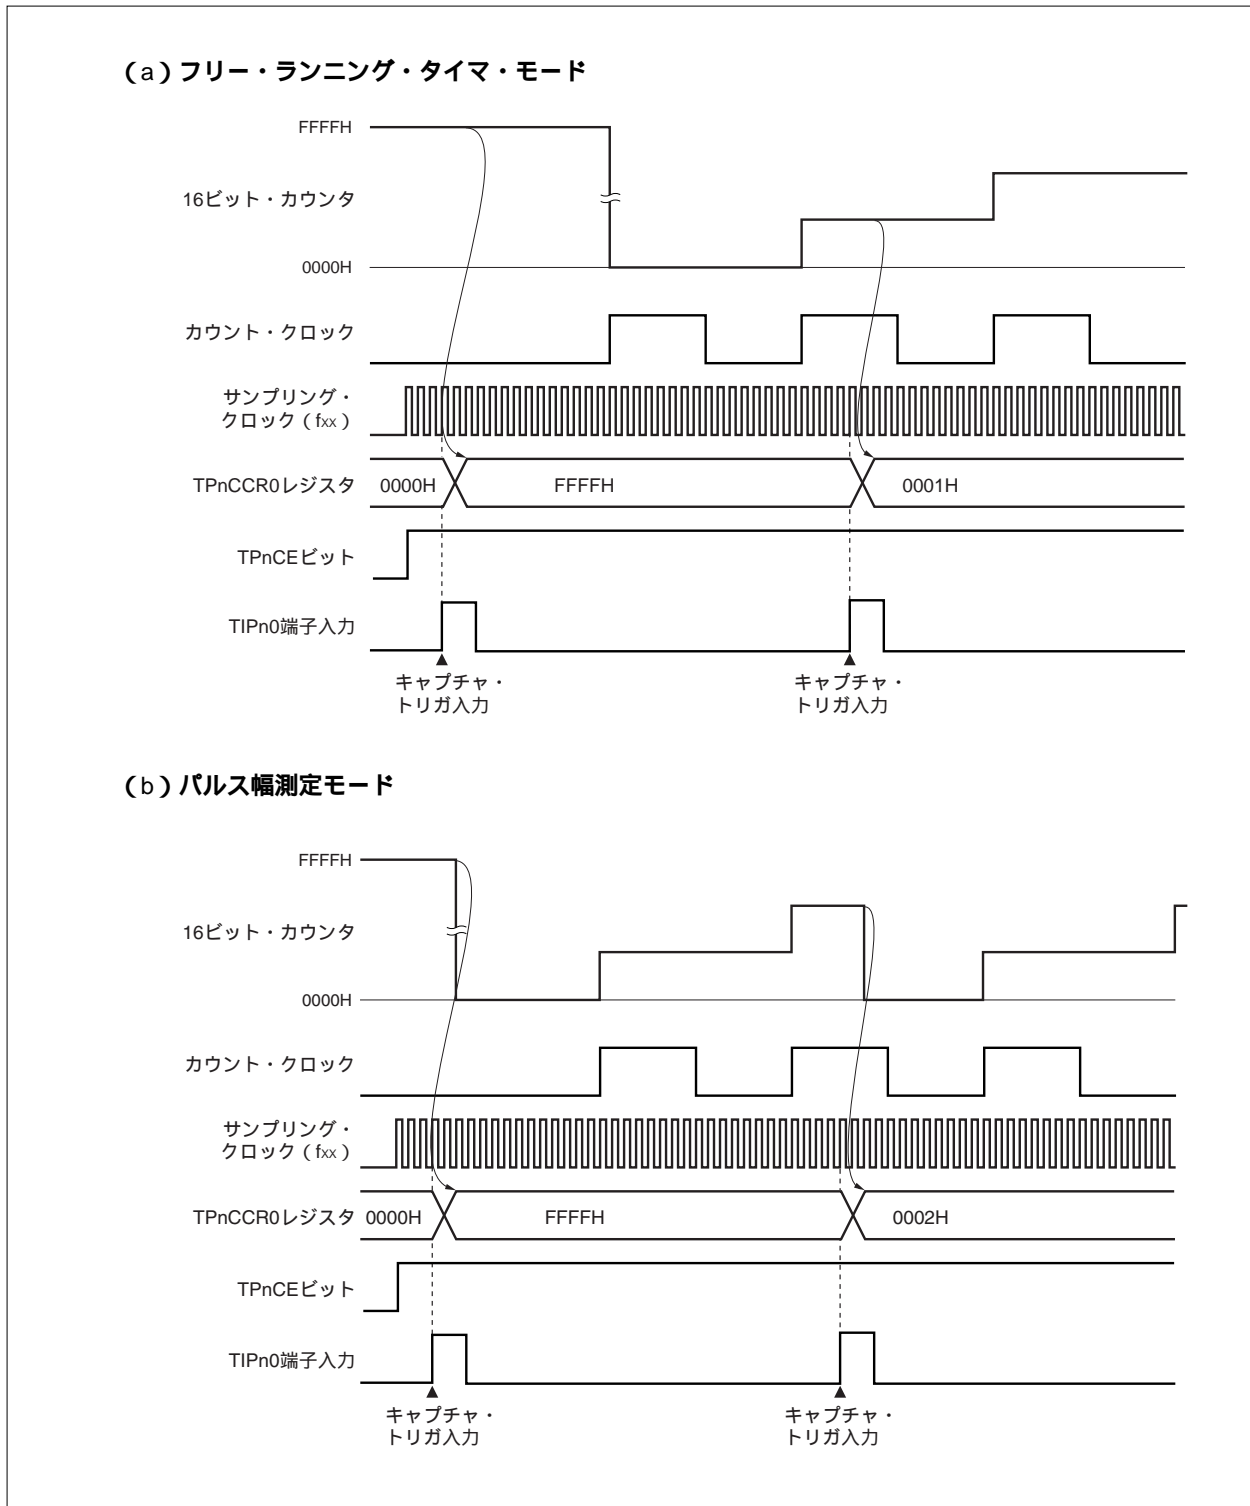 （a）フリー・ランニング・タイマ・モード
FFFFH
16ビット・カウンタ
0000H
カウント・クロック
サンプリング・
クロック（fxx）
TPnCCR0レジスタ 0000H FFFFH 0001H
TPnCEビット
TIPn0端子入力
キャプチャ・ キャプチャ・
トリガ入力 トリガ入力
（b）パルス幅測定モード
FFFFH
16ビット・カウンタ
0000H
カウント・クロック
サンプリング・
クロック（fxx）
TPnCCR0レジスタ 0000H FFFFH 0002H
TPnCEビット
TIPn0端子入力
キャプチャ・ キャプチャ・
トリガ入力 トリガ入力